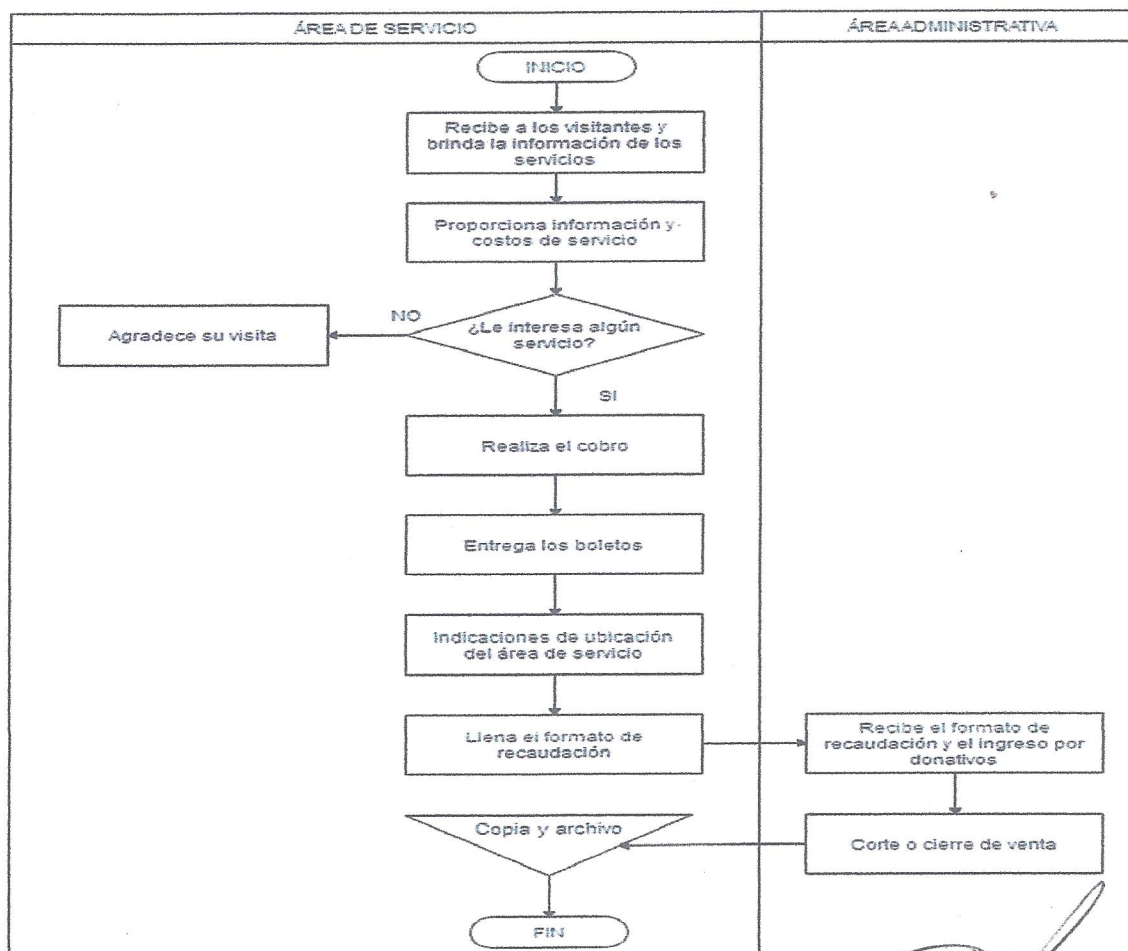 ÁREA DE SERVICIO
ÁREA ADMINISTRATIVA
INICIO
Recibe a los visitantes y
brinda la información de los
servicios
Proporciona información y
costos de servicio
NO
¿Le interesa algún
servicio?
Agradece su visita
SI
Realiza el cobro
Entrega los boletos
Indicaciones de ubicación
del área de servicio
Llena el formato de
recaudación
Recibe el formato de
recaudación y el ingreso por
donativos
Copia y archivo
Corte o cierre de venta
FIN